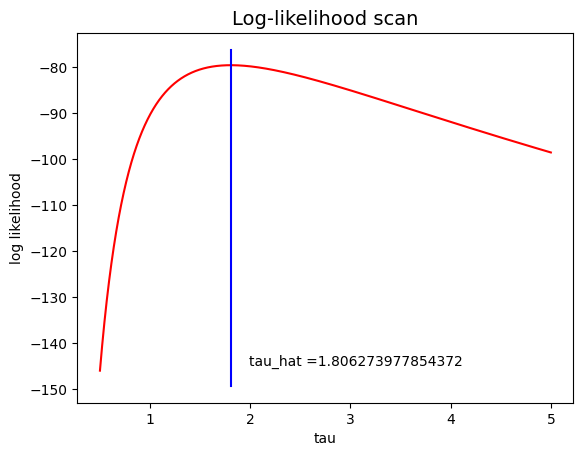 Log-likelihood scan
log likelihood
−80
−90
−100
−110
−120
−130
−140
−150
tau_hat =1.806273977854372
1 2 3 4 5
tau